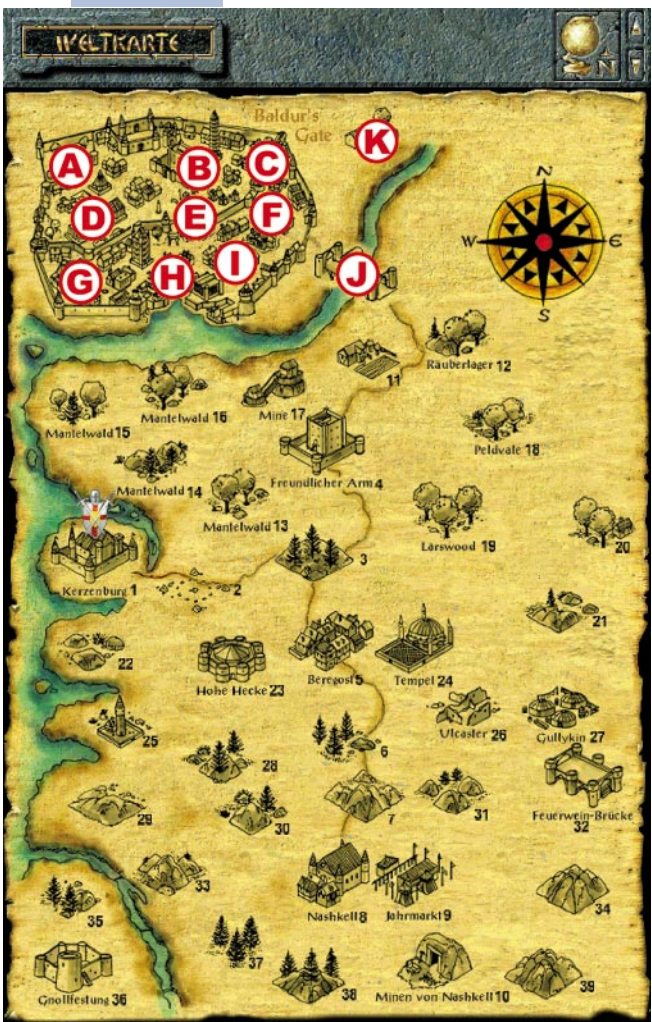 WELTKARTE
N
Baldur's
Gate
K
A
B
C
D
E
F
G
H
I
J
N
W
E
S
11
Räuberlager 12
Mantelwald 15
Mantelwald 16
Mine 17
Peldvale 18
Freundlicher Arm 4
Mantelwald 14
Mantelwald 13
Larswood 19
20
3
Kerzenburg 1
2
21
22
Hohe Hecke 23
Beregost 5
Tempel 24
25
Ulcaster 26
Gullykin 27
28
6
29
30
7
31
Feuerwein-Brücke
32
33
Nashkell 8
Jahrmarkt 9
34
35
37
Gnollfestung 36
38
Minen von Nashkell 10
39